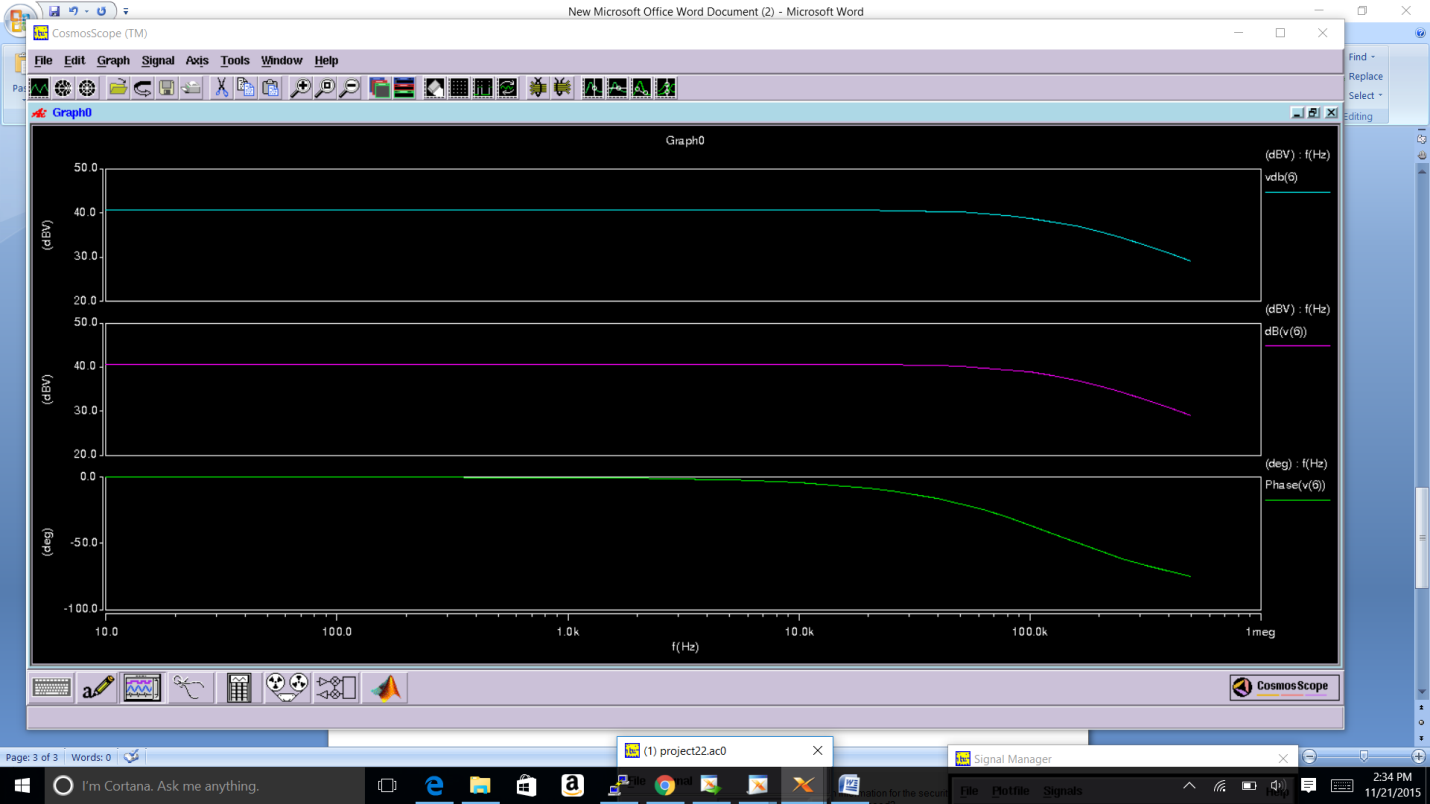 New Microsoft Office Word Document (2) - Microsoft Word
CosmosScope (TM)
File Edit Graph Signal Axis Tools Window Help
Find
Replace
Select
Editing
Pas
Graph0
Graph0
(dBV) : f(Hz)
vdb(6)
50.0
40.0
30.0
20.0
(dBV)
(dBV) : f(Hz)
dB(v(6))
50.0
40.0
30.0
20.0
(dBV)
(deg) : f(Hz)
Phase(v(6))
0.0
-50.0
-100.0
(deg)
10.0 100.0 1.0k 10.0k 100.0k 1meg
f(Hz)
a
CosmosScope
(1) project22.ac0
Signal Manager
Page: 3 of 3 Words: 0
File Plotfile Signals
I'm Cortana. Ask me anything.
2:34 PM
11/21/2015